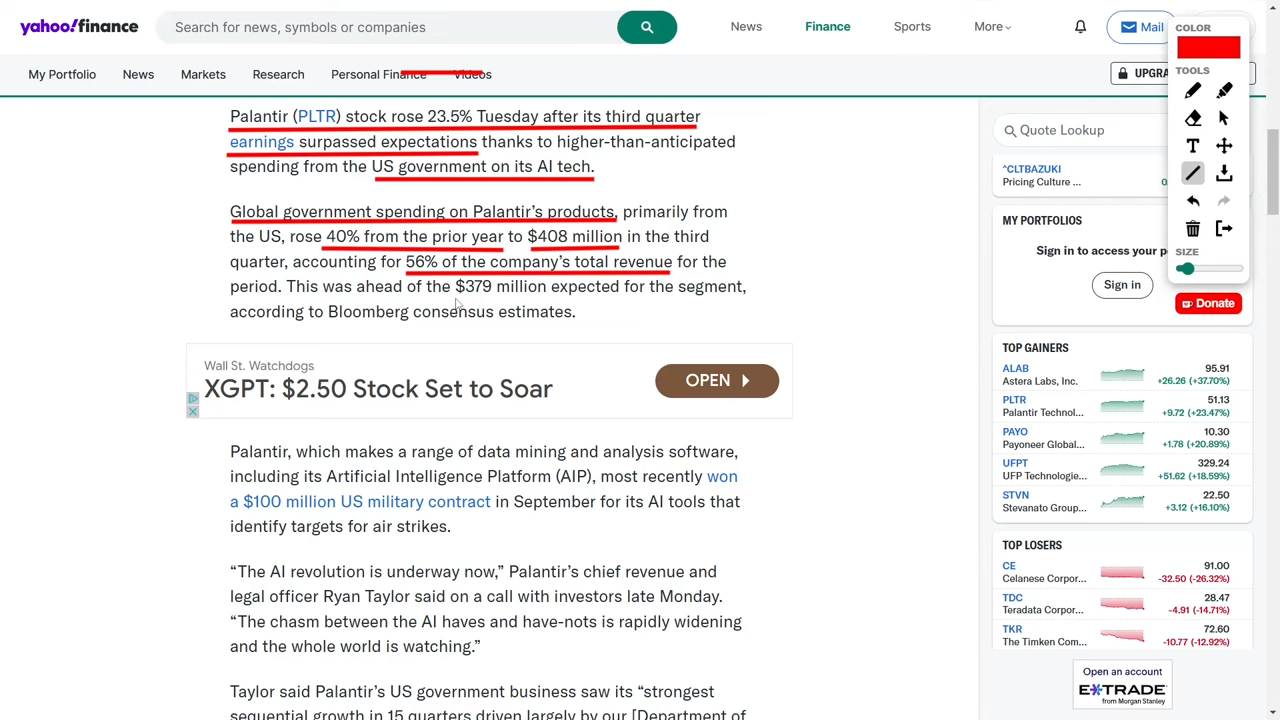 yahoo!finance
Search for news, symbols or companies
News
Finance
Sports
More
Mail
My Portfolio
News
Markets
Research
Personal Finance
Videos
UPGRA
COLOR
TOOLS
SIZE
Donate
Palantir (PLTR) stock rose 23.5% Tuesday after its third quarter
earnings surpassed expectations thanks to higher-than-anticipated
spending from the US government on its AI tech.
Global government spending on Palantir's products, primarily from
the US, rose 40% from the prior year to $408 million in the third
quarter, accounting for 56% of the company's total revenue for the
period. This was ahead of the $379 million expected for the segment,
according to Bloomberg consensus estimates.
Wall St. Watchdogs
XGPT: $2.50 Stock Set to Soar
OPEN
Palantir, which makes a range of data mining and analysis software,
including its Artificial Intelligence Platform (AIP), most recently won
a $100 million US military contract in September for its AI tools that
identify targets for air strikes.
“The AI revolution is underway now,” Palantir’s chief revenue and
legal officer Ryan Taylor said on a call with investors late Monday.
“The chasm between the AI haves and have-nots is rapidly widening
and the whole world is watching.”
Taylor said Palantir’s US government business saw its “strongest
sequential growth in 15 quarters driven largely by our [Department of
Quote Lookup
^CLTBAZUKI
Pricing Culture ...
MY PORTFOLIOS
Sign in to access your p
Sign in
TOP GAINERS
ALAB 95.91
Astera Labs, Inc. +26.26 (+37.70%)
PLTR 51.13
Palantir Technol... +9.72 (+23.47%)
PAYO 10.30
Payoneer Global... +1.78 (+20.89%)
UFPT 329.24
UFP Technologie... +51.62 (+18.59%)
STVN 22.50
Stevanato Group... +3.12 (+16.10%)
TOP LOSERS
CE 91.00
Celanese Corpor... -32.50 (-26.32%)
TDC 28.47
Teradata Corpor... -4.91 (-14.71%)
TKR 72.60
The Timken Com... -10.77 (-12.92%)
Open an account
E*TRADE
from Morgan Stanley